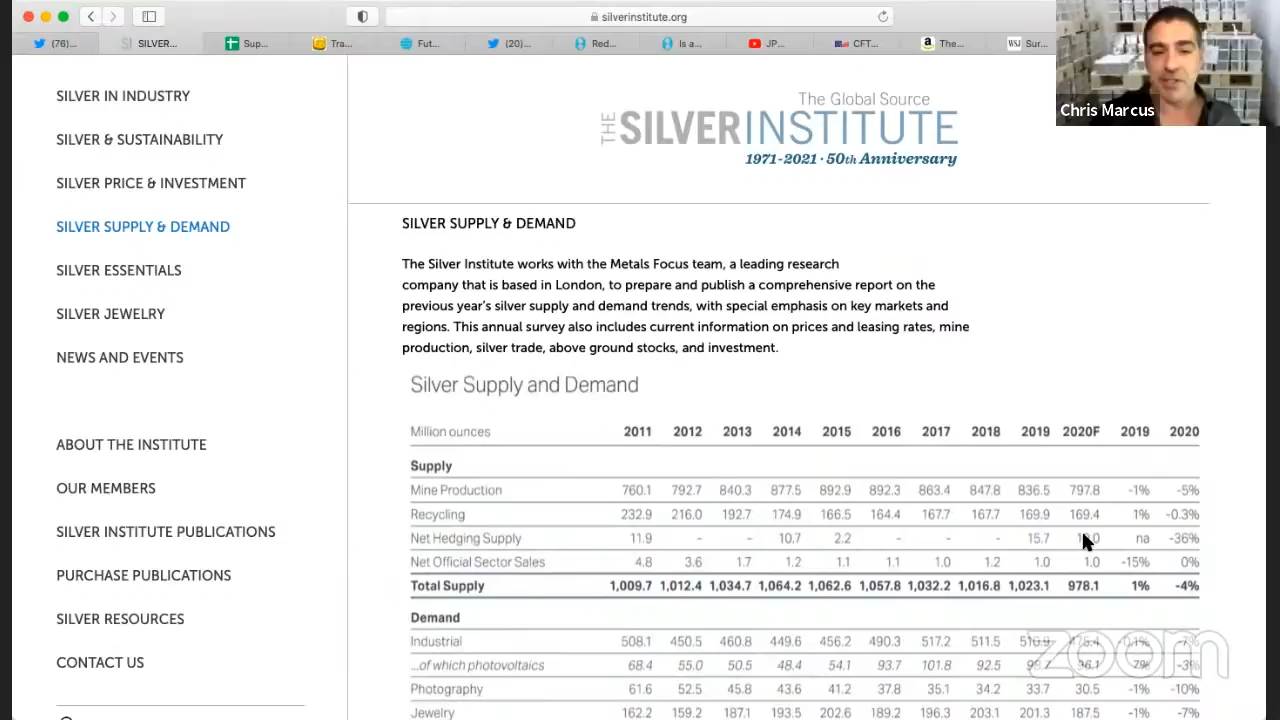 silverinstitute.org
(76)...
SILVER...
Sup...
Tra...
Fut...
(20)...
Red...
Is a...
JP...
CFT...
The...
WSJ Sur...
Chris Marcus
SILVER IN INDUSTRY
SILVER & SUSTAINABILITY
SILVER PRICE & INVESTMENT
SILVER SUPPLY & DEMAND
SILVER ESSENTIALS
SILVER JEWELRY
NEWS AND EVENTS
ABOUT THE INSTITUTE
OUR MEMBERS
SILVER INSTITUTE PUBLICATIONS
PURCHASE PUBLICATIONS
SILVER RESOURCES
CONTACT US
The Global Source
THE SILVERINSTITUTE
1971-2021 · 50th Anniversary
SILVER SUPPLY & DEMAND
The Silver Institute works with the Metals Focus team, a leading research
company that is based in London, to prepare and publish a comprehensive report on the
previous year's silver supply and demand trends, with special emphasis on key markets and
regions. This annual survey also includes current information on prices and leasing rates, mine
production, silver trade, above ground stocks, and investment.
Silver Supply and Demand
Million ounces 2011 2012 2013 2014 2015 2016 2017 2018 2019 2020F 2019 2020
Supply
Mine Production 760.1 792.7 840.3 877.5 892.9 892.3 863.4 847.8 836.5 797.8 -1% -5%
Recycling 232.9 216.0 192.7 174.9 166.5 164.4 167.7 167.7 169.9 169.4 1% -0.3%
Net Hedging Supply 11.9 - - 10.7 2.2 - - - 15.7 na -36%
Net Official Sector Sales 4.8 3.6 1.7 1.2 1.1 1.1 1.0 1.2 1.0 1.0 -15% 0%
Total Supply 1,009.7 1,012.4 1,034.7 1,064.2 1,062.6 1,057.8 1,032.2 1,016.8 1,023.1 978.1 1% -4%
Demand
Industrial 508.1 450.5 460.8 449.6 456.2 490.3 517.2 511.5 510.9 475.4 -0.1% -7%
...of which photovoltaics 68.4 55.0 50.5 48.4 54.1 93.7 101.8 92.5 7%
Photography 61.6 52.5 45.8 43.6 41.2 37.8 35.1 34.2 33.7 30.5 -1% -10%
Jewelry 162.2 159.2 187.1 193.5 202.6 189.2 196.3 203.1 201.3 187.5 -1% -7%
zoom